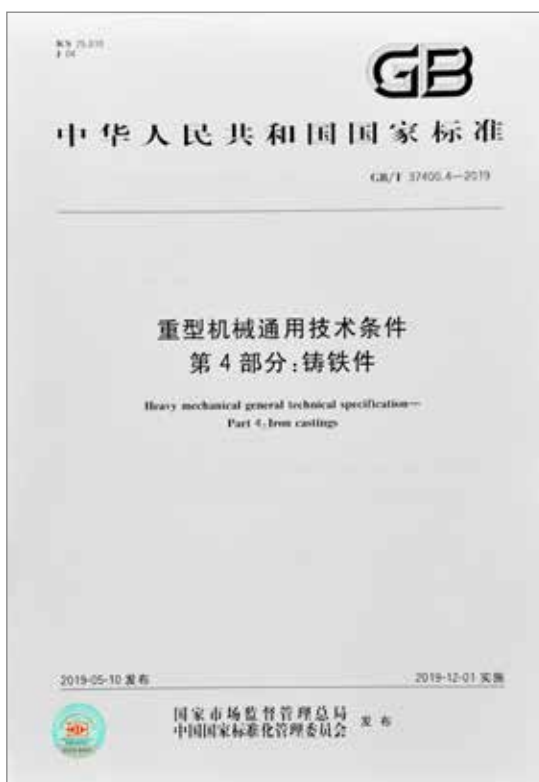 ICS 25.010
J 04
GB
中华人民共和国国家标准
GB/T 37400.4—2019
重型机械通用技术条件
第4部分:铸铁件
Heavy mechanical general technical specification—
Part 4:Iron castings
2019-05-10 发布
2019-12-01 实施
国家市场监督管理总局
中国国家标准化管理委员会
发布